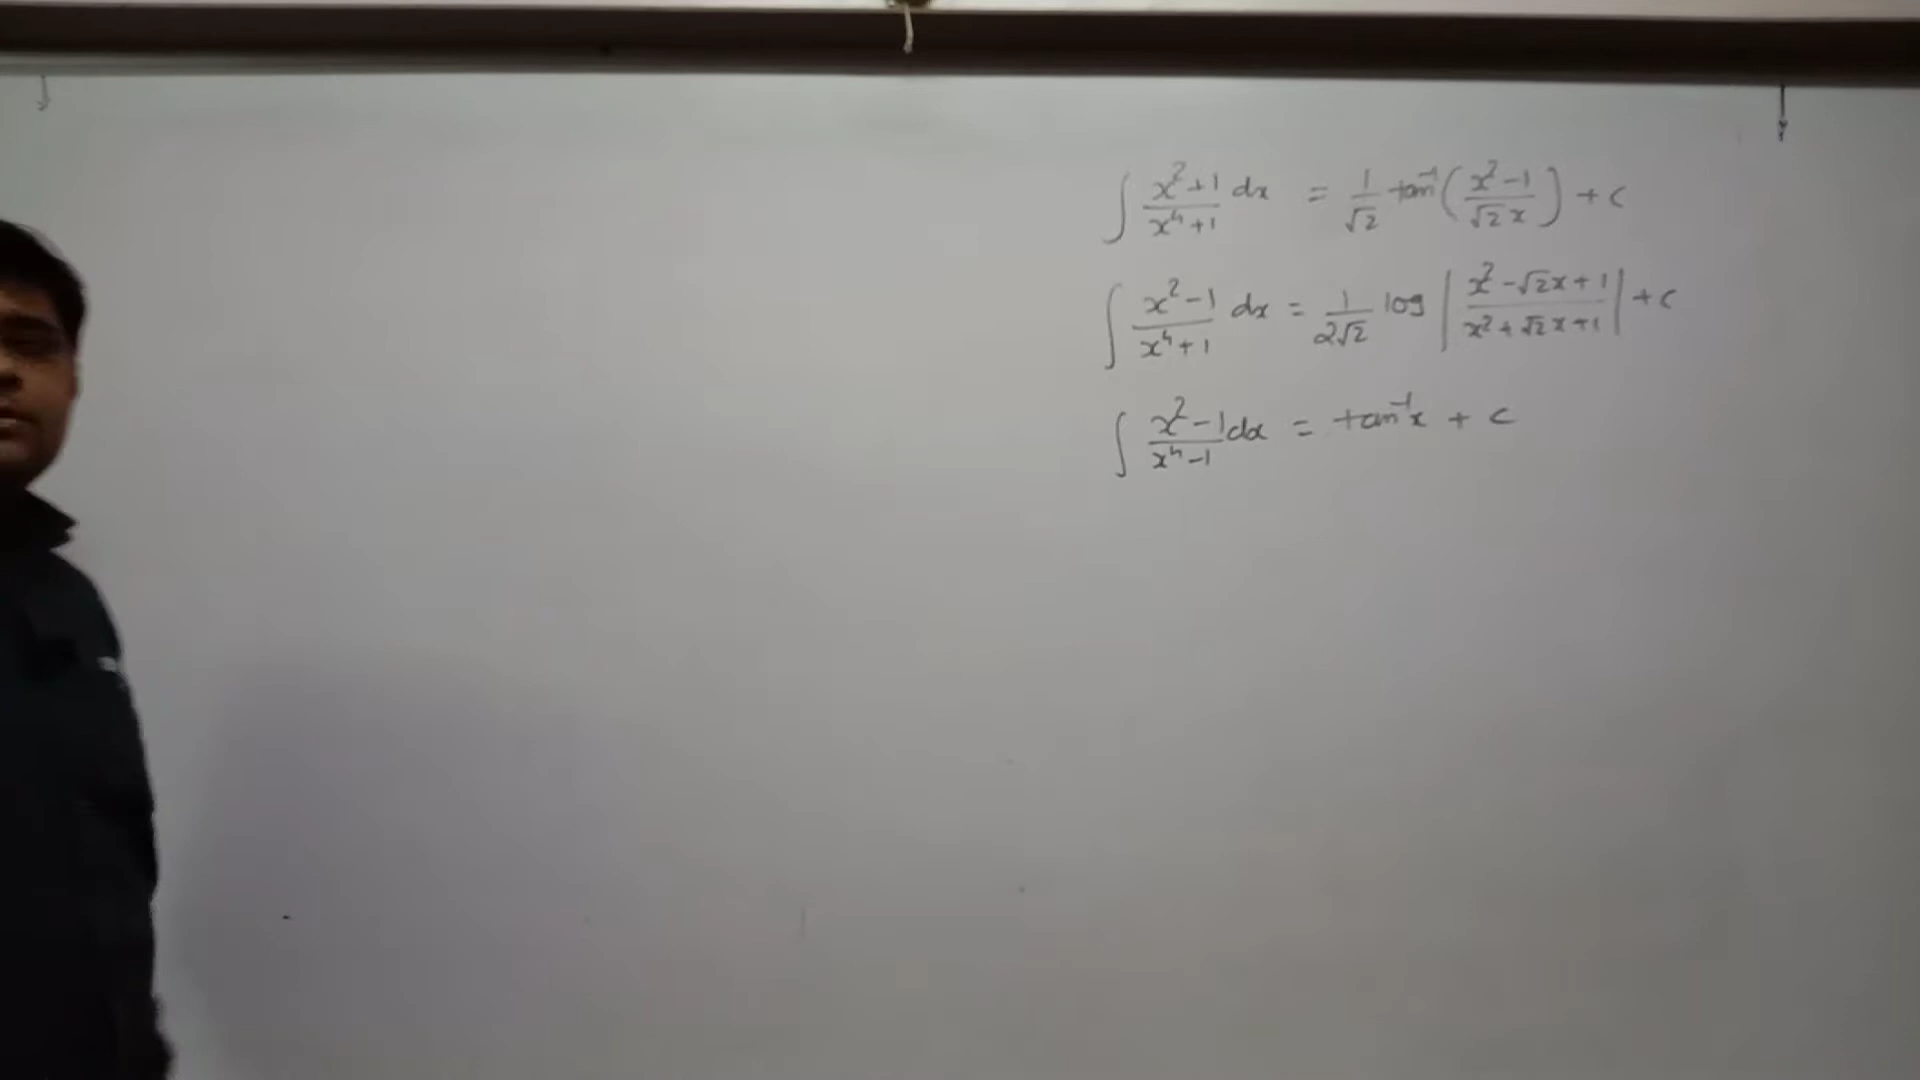 ∫ (x²+1)/(x⁴+1) dx = 1/√2 tan⁻¹((x²-1)/(√2 x)) + c
∫ (x²-1)/(x⁴+1) dx = 1/(2√2) log |(x²-√2x+1)/(x²+√2x+1)| + c
∫ (x²-1)/(x⁴-1) dx = tan⁻¹x + c